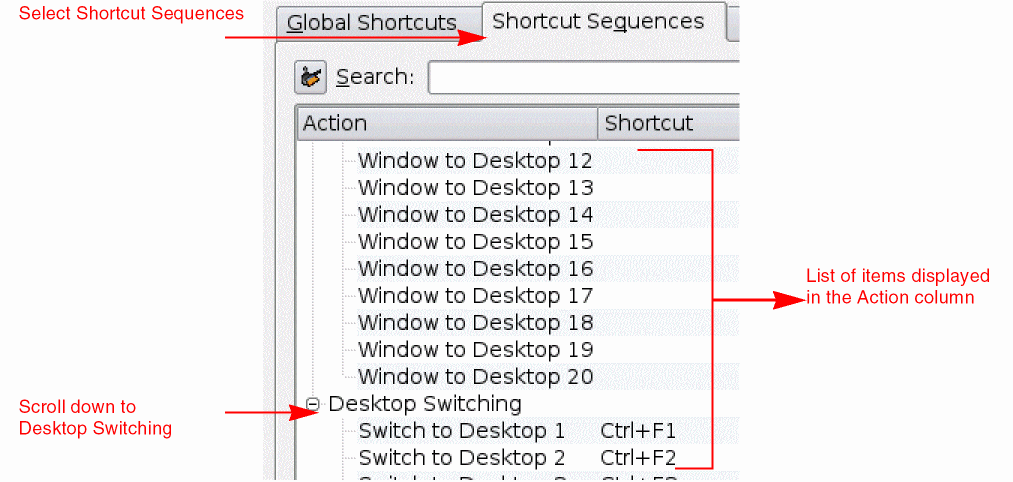 Select Shortcut Sequences
Global Shortcuts
Shortcut Sequences
Search:
Action
Shortcut
Window to Desktop 12
Window to Desktop 13
Window to Desktop 14
Window to Desktop 15
Window to Desktop 16
Window to Desktop 17
Window to Desktop 18
Window to Desktop 19
Window to Desktop 20
List of items displayed
in the Action column
Scroll down to
Desktop Switching
Desktop Switching
Switch to Desktop 1 Ctrl+F1
Switch to Desktop 2 Ctrl+F2